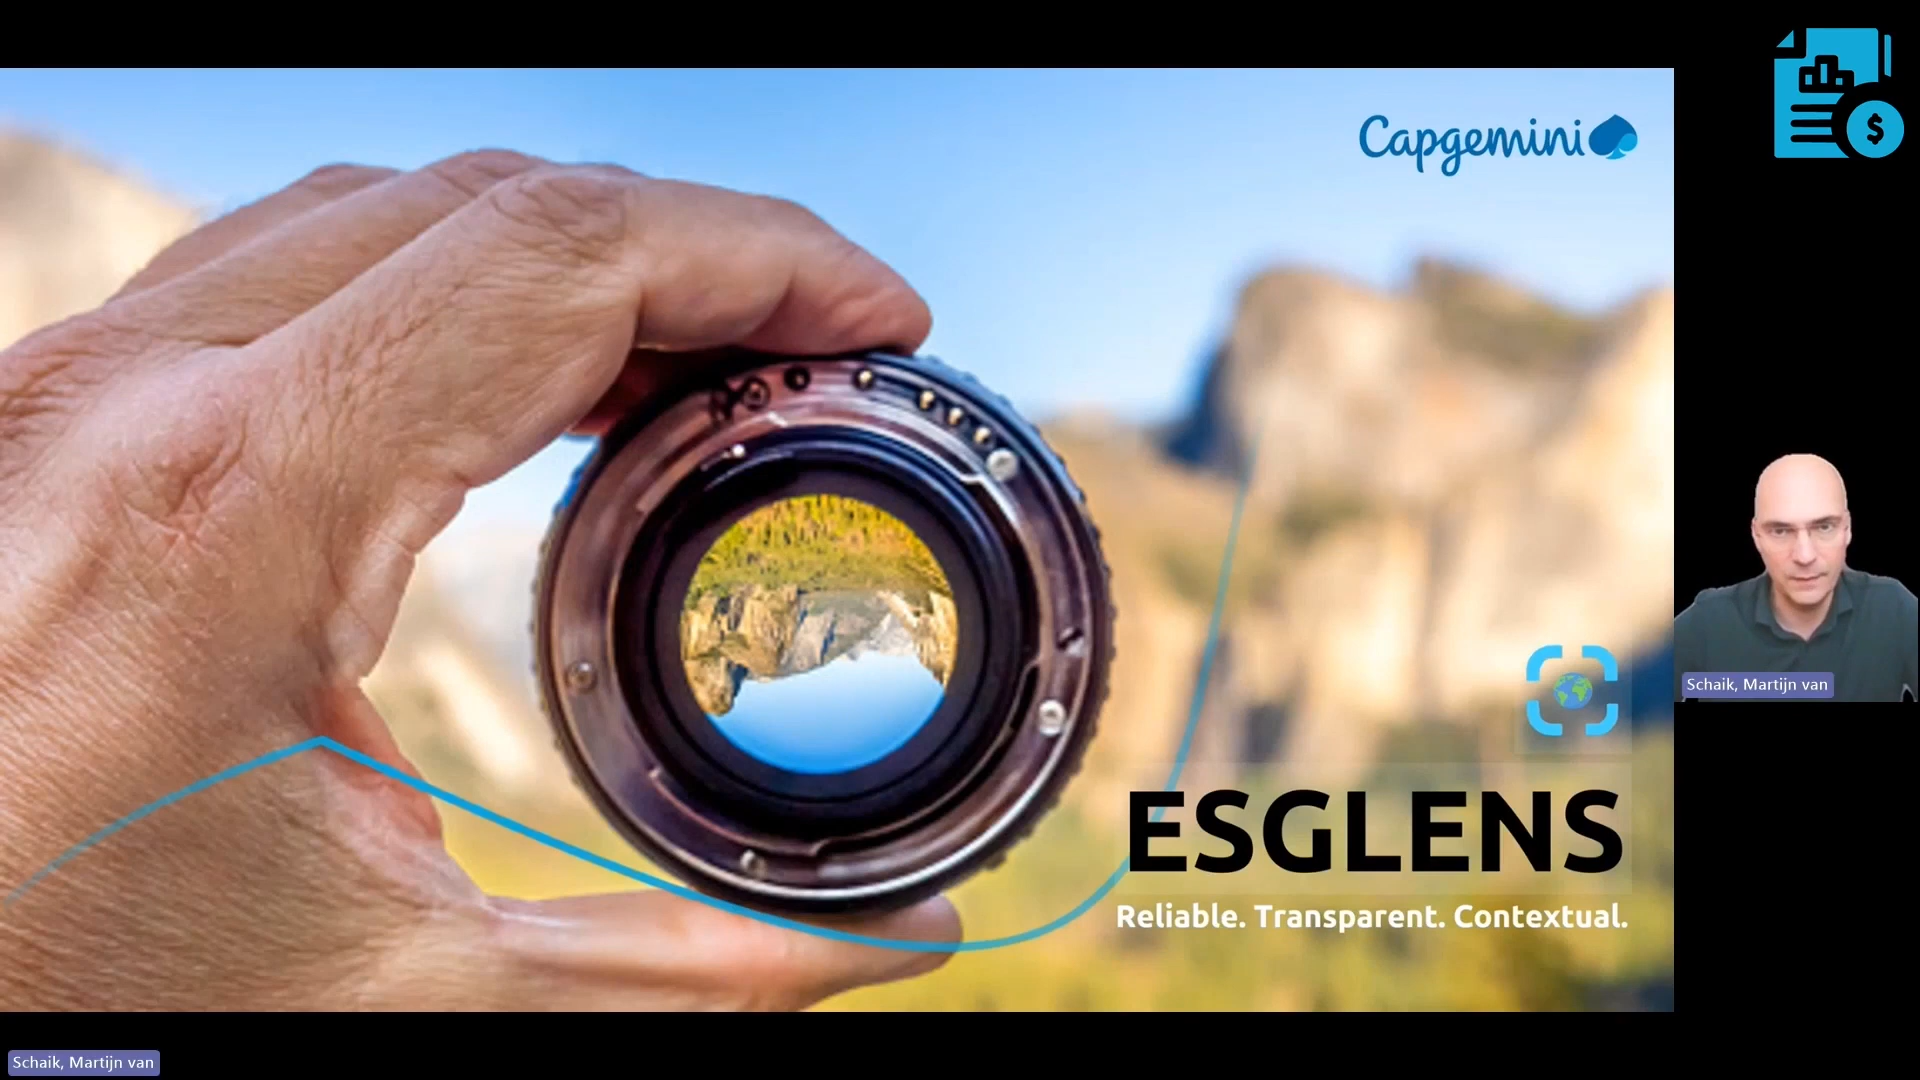 Capgemini
$
Schaik, Martijn van
ESGLENS
Reliable. Transparent. Contextual.
Schaik, Martijn van